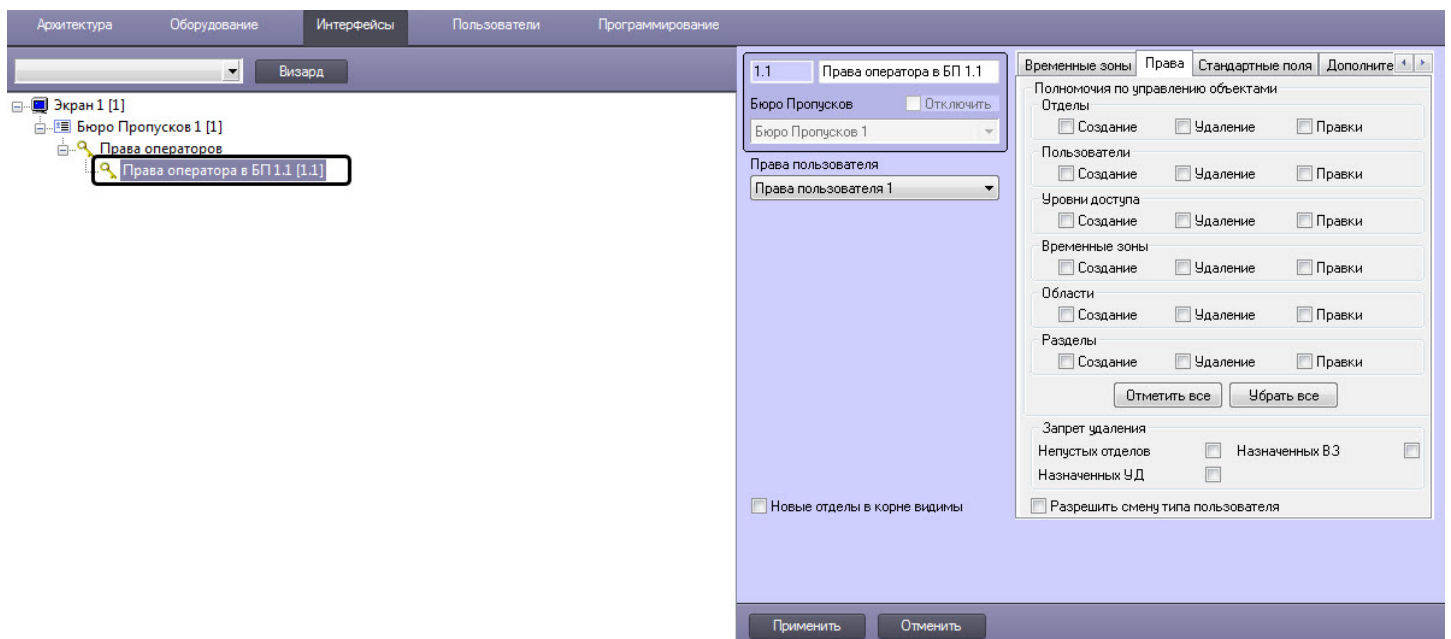 Архитектура Оборудование Интерфейсы Пользователи Программирование
Визард
Экран 1 [1]
Бюро Пропусков 1 [1]
Права операторов
Права оператора в БП 1.1 [1.1]
1.1 Права оператора в БП 1.1
Бюро Пропусков Отключить
Бюро Пропусков 1
Права пользователя
Права пользователя 1
Новые отделы в корне видимы
Временные зоны Права Стандартные поля Дополните
Полномочия по управлению объектами
Отделы
Создание Удаление Правки
Пользователи
Создание Удаление Правки
Уровни доступа
Создание Удаление Правки
Временные зоны
Создание Удаление Правки
Области
Создание Удаление Правки
Разделы
Создание Удаление Правки
Отметить все Убрать все
Запрет удаления
Непустых отделов Назначенных ВЗ
Назначенных УД
Разрешить смену типа пользователя
Применить Отменить